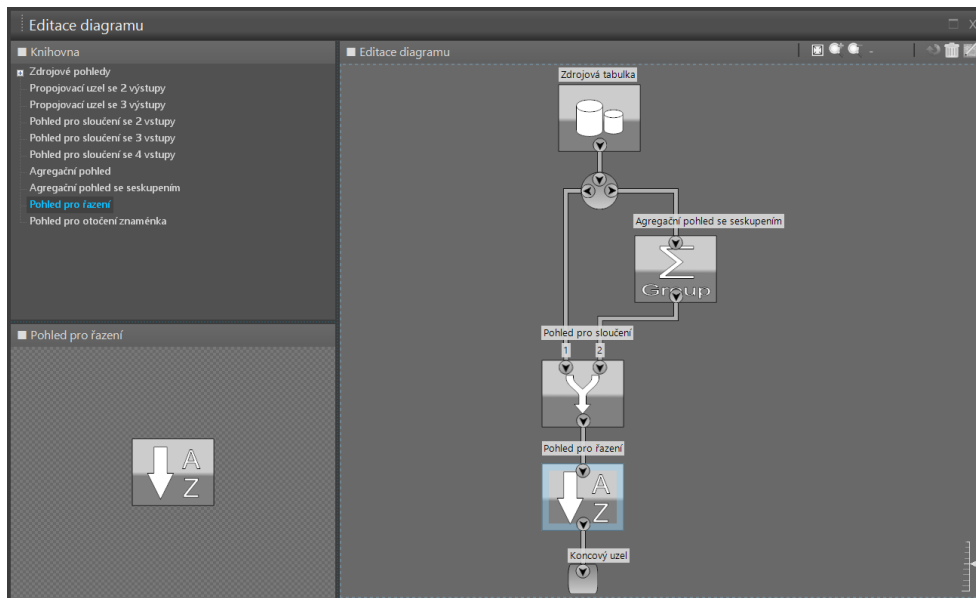 Editace diagramu
Knihovna
Zdrojové pohledy
Propojovací uzel se 2 výstupy
Propojovací uzel se 3 výstupy
Pohled pro sloučení se 2 vstupy
Pohled pro sloučení se 3 vstupy
Pohled pro sloučení se 4 vstupy
Agregační pohled
Agregační pohled se seskupením
Pohled pro řazení
Pohled pro otočení znaménka
Pohled pro řazení
A
Z
Editace diagramu
Zdrojová tabulka
Agregační pohled se seskupením
Σ
Group
Pohled pro sloučení
1 2
Pohled pro řazení
A
Z
Koncový uzel